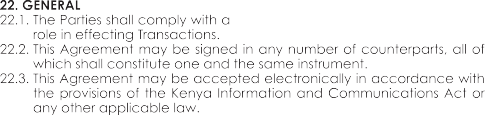 22. GENERAL
22.1. The Parties shall comply with a
role in effecting Transactions.
22.2. This Agreement may be signed in any number of counterparts, all of
which shall constitute one and the same instrument.
22.3. This Agreement may be accepted electronically in accordance with
the provisions of the Kenya Information and Communications Act or
any other applicable law.